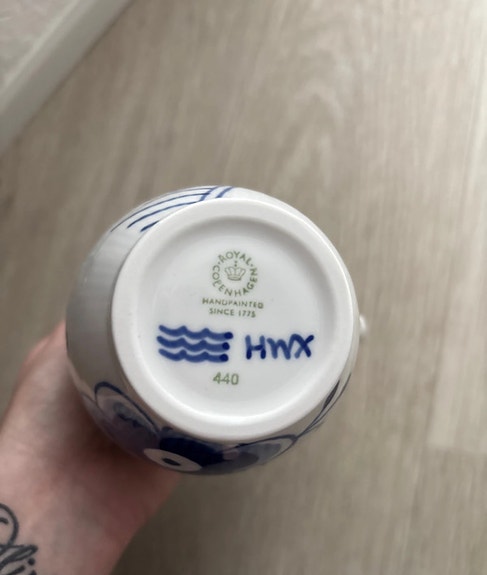 ROYAL COPENHAGEN
HANDPAINTED
SINCE 1775
HWX
440